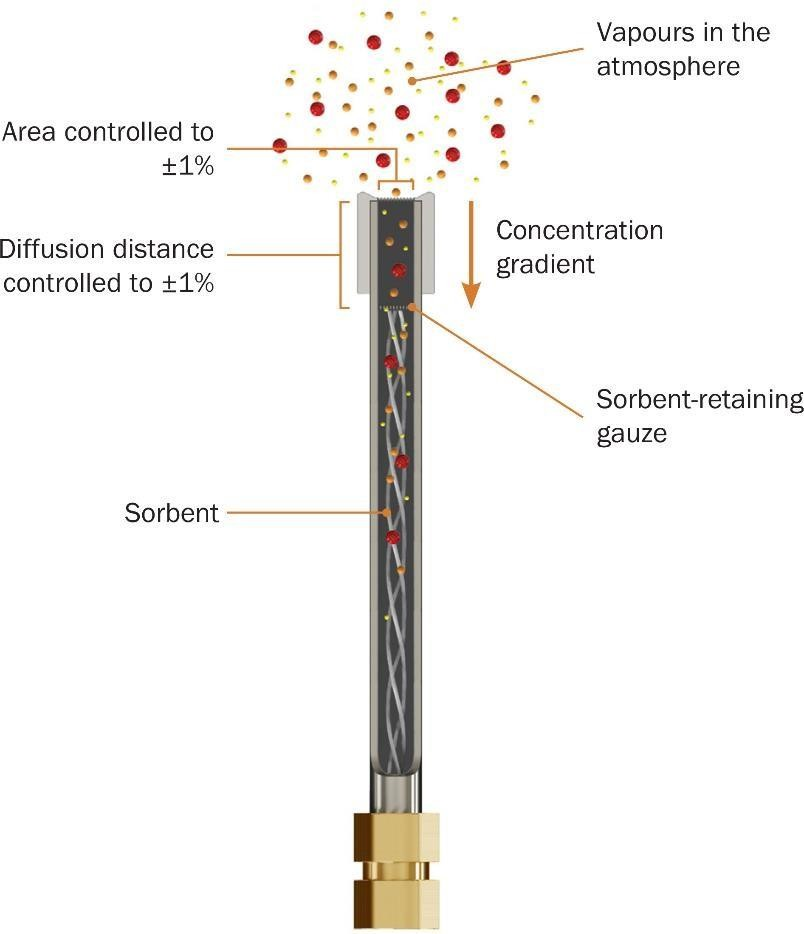 Vapours in the
atmosphere
Area controlled to
±1%
Concentration
gradient
Diffusion distance
controlled to ±1%
Sorbent-retaining
gauze
Sorbent